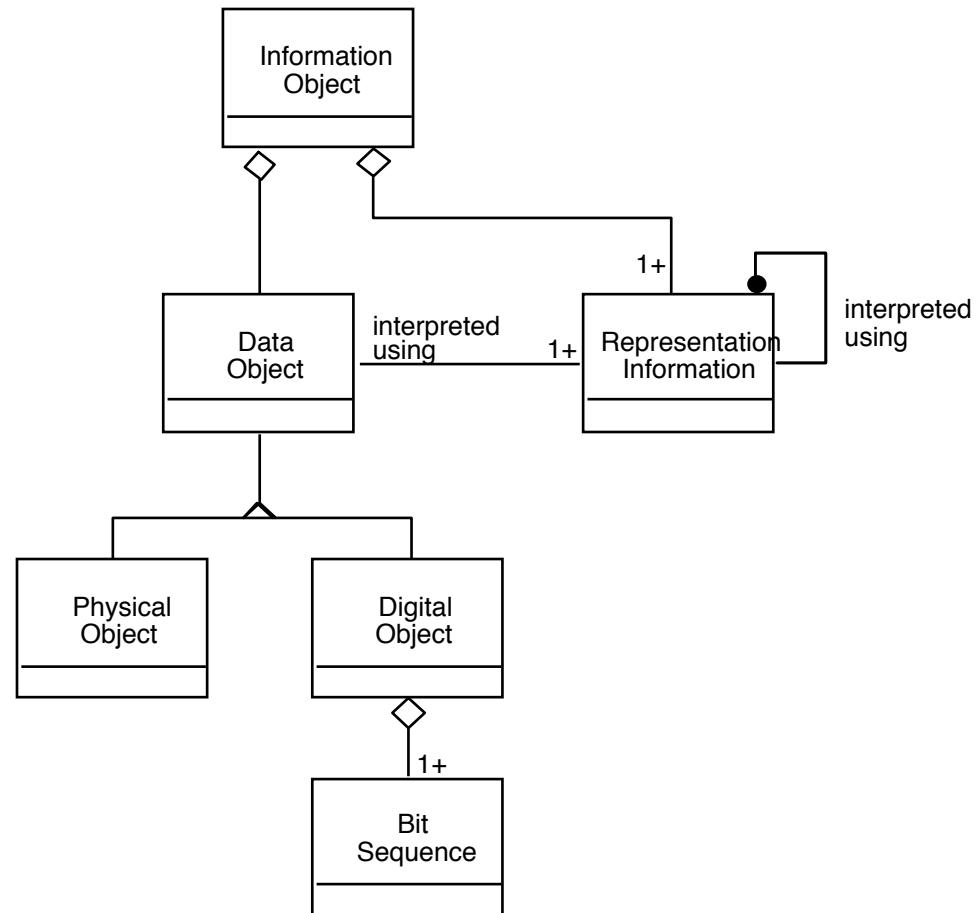 Information
Object
1+
Data
Object
interpreted
using
1+
Representation
Information
interpreted
using
Physical
Object
Digital
Object
1+
Bit
Sequence